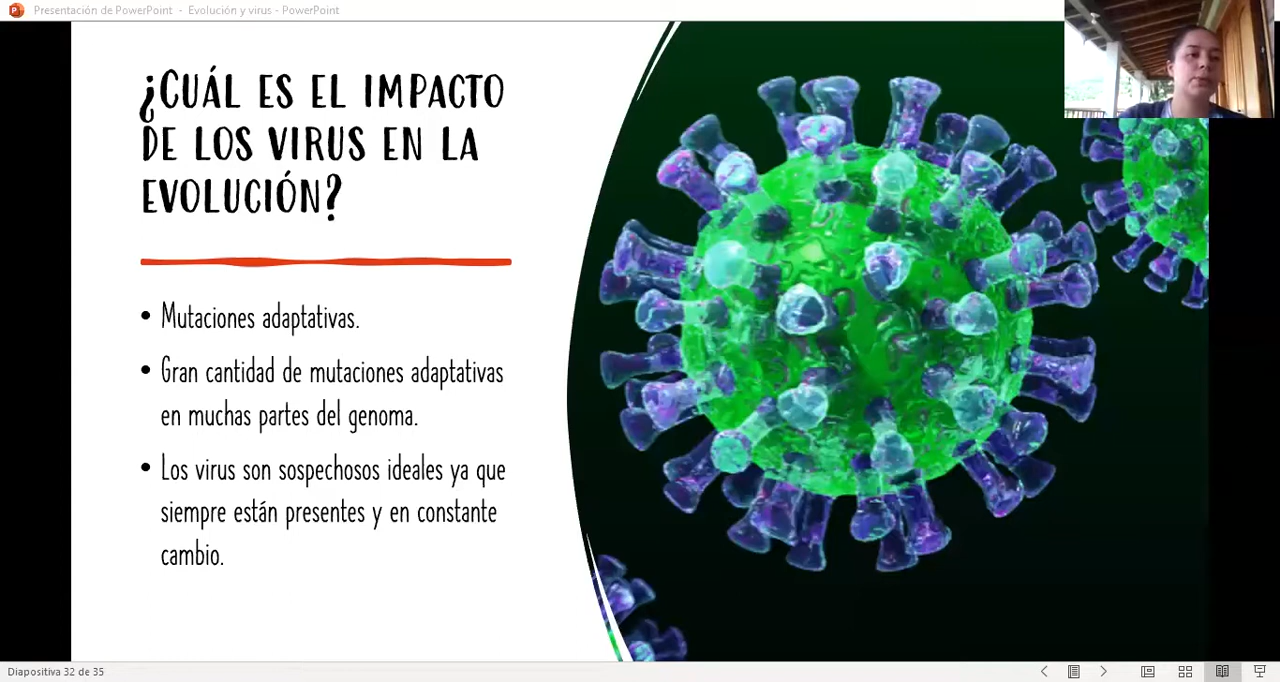 Presentación de PowerPoint - Evolución y virus - PowerPoint
¿CUÁL ES EL IMPACTO
DE LOS VIRUS EN LA
EVOLUCIÓN?
• Mutaciones adaptativas.
• Gran cantidad de mutaciones adaptativas
en muchas partes del genoma.
• Los virus son sospechosos ideales ya que
siempre están presentes y en constante
cambio.
Diapositiva 32 de 35